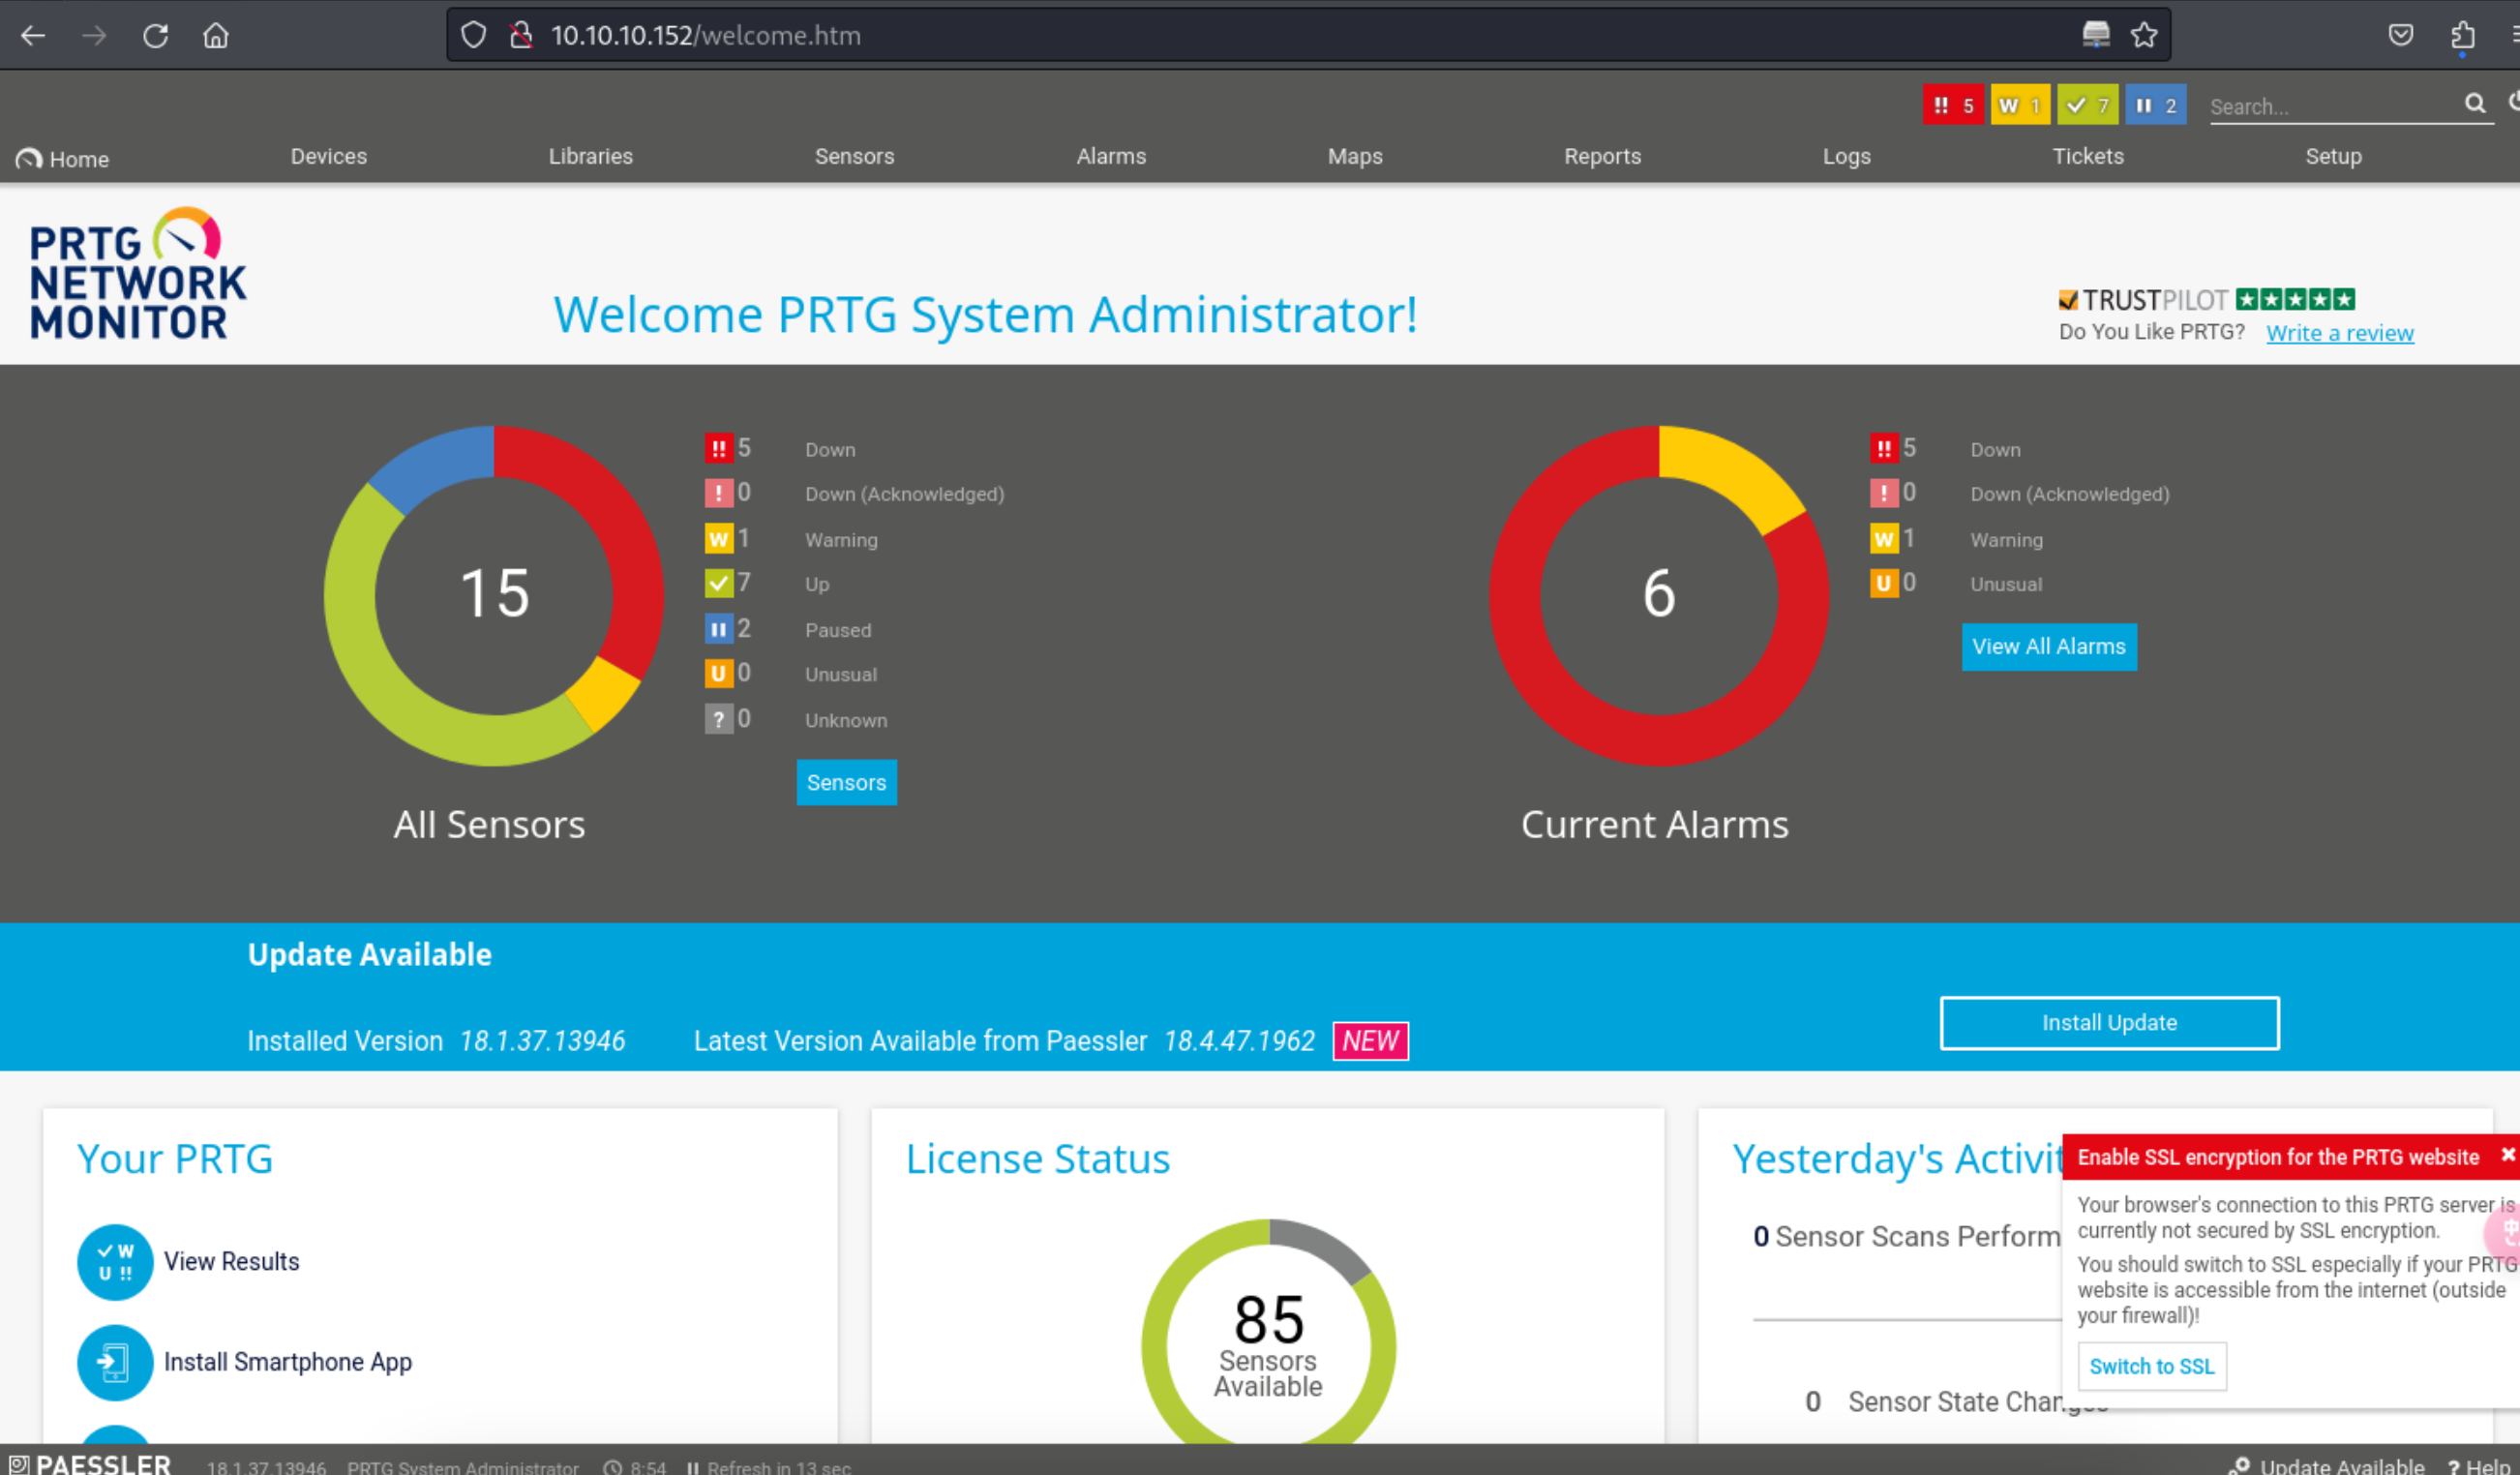 10.10.10.152/welcome.htm
!! 5 W 1 7 2 Search...
Home Devices Libraries Sensors Alarms Maps Reports Logs Tickets Setup
PRTG
NETWORK
MONITOR
Welcome PRTG System Administrator!
TRUSTPILOT
Do You Like PRTG? Write a review
15
!! 5 Down
! 0 Down (Acknowledged)
W 1 Warning
7 Up
2 Paused
U 0 Unusual
? 0 Unknown
Sensors
All Sensors
6
!! 5 Down
! 0 Down (Acknowledged)
W 1 Warning
U 0 Unusual
View All Alarms
Current Alarms
Update Available
Installed Version 18.1.37.13946 Latest Version Available from Paessler 18.4.47.1962 NEW
Install Update
Your PRTG
W
U !!
View Results
Install Smartphone App
License Status
85
Sensors
Available
Yesterday's Activit
0 Sensor Scans Perform
0 Sensor State Changes
Enable SSL encryption for the PRTG website
Your browser's connection to this PRTG server is
currently not secured by SSL encryption.
You should switch to SSL especially if your PRTG
website is accessible from the internet (outside
your firewall)!
Switch to SSL
PAESSLER 18.1.37.13946 PRTG System Administrator 8:54 Refresh in 13 sec Update Available ? Help